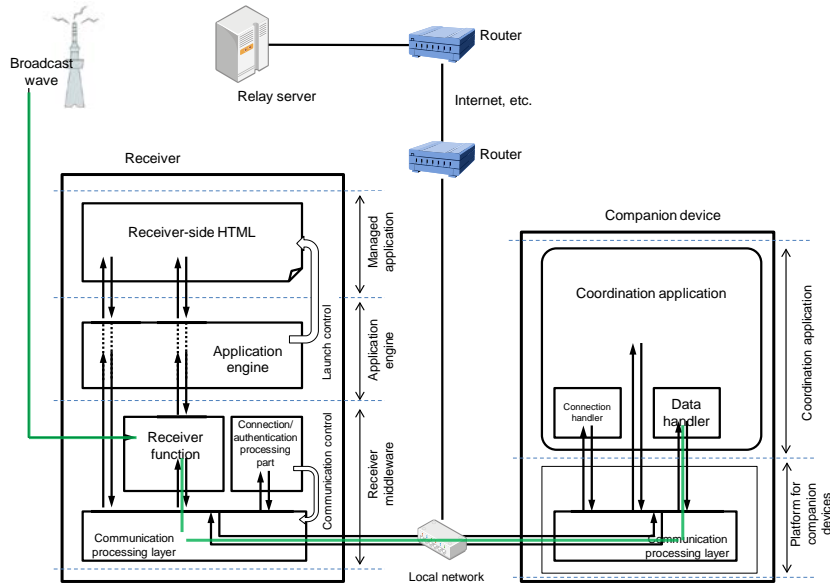 Broadcast
wave
Relay server
Router
Internet, etc.
Router
Receiver
Receiver-side HTML
Managed
application
Launch control
Application
engine
Application
engine
Receiver
function
Connection/
authentication
processing
part
Communication control
Receiver
middleware
Communication
processing layer
Local network
Companion device
Coordination application
Coordination application
Connection
handler
Data
handler
Communication
processing layer
Platform for
companion
devices